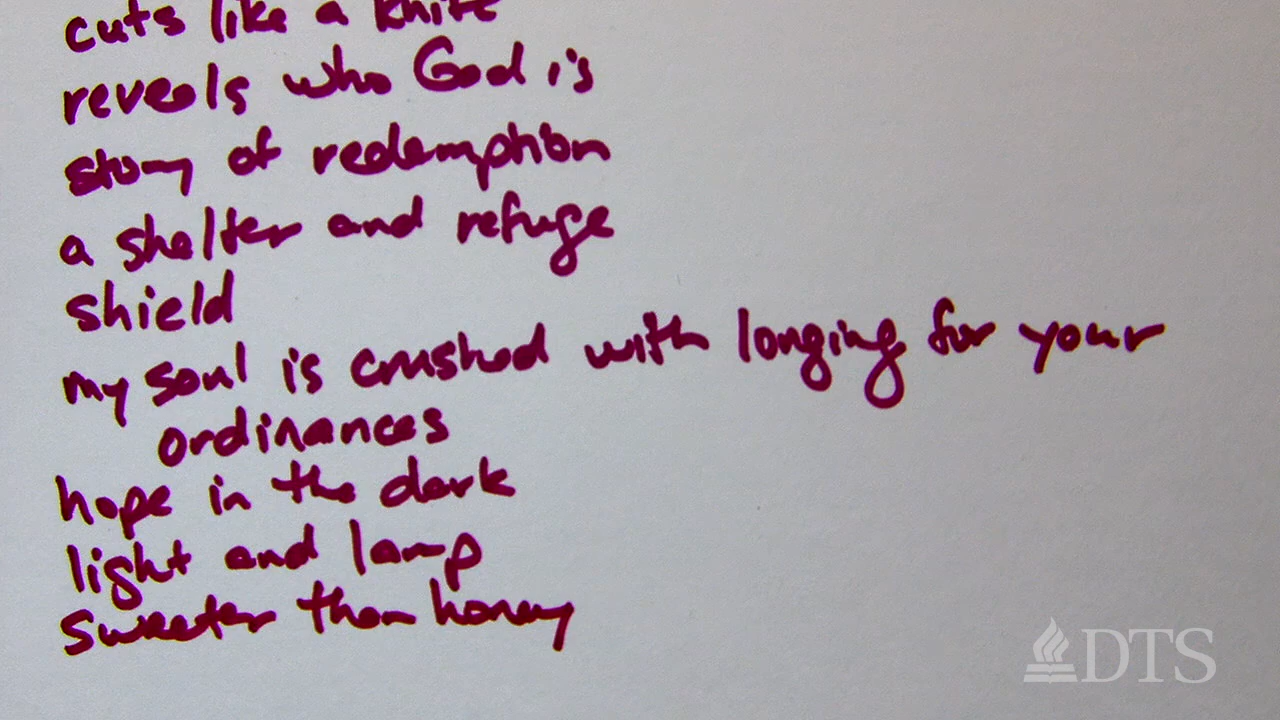 cuts like a knife
reveals who God is
story of redemption
a shelter and refuge
shield
my soul is crushed with longing for your
ordinances
hope in the dark
light and lamp
sweeter than honey
DTS